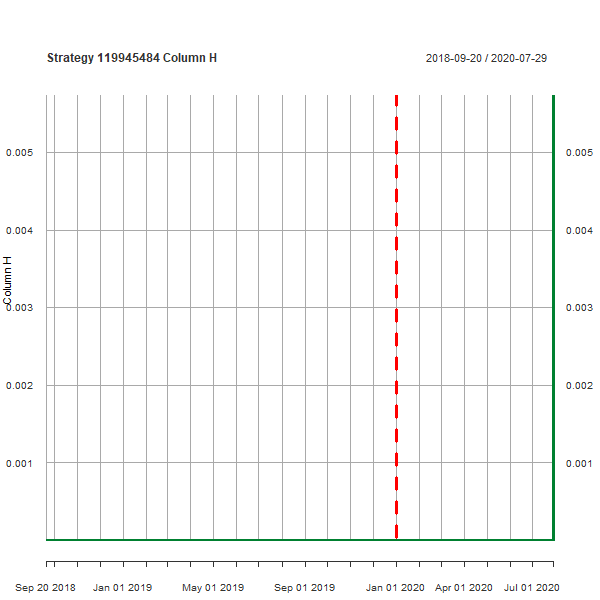 Strategy 119945484 Column H
2018-09-20 / 2020-07-29
0.005 0.005
0.004 0.004
Column H
0.003 0.003
0.002 0.002
0.001 0.001
Sep 20 2018 Jan 01 2019 May 01 2019 Sep 01 2019 Jan 01 2020 Apr 01 2020 Jul 01 2020